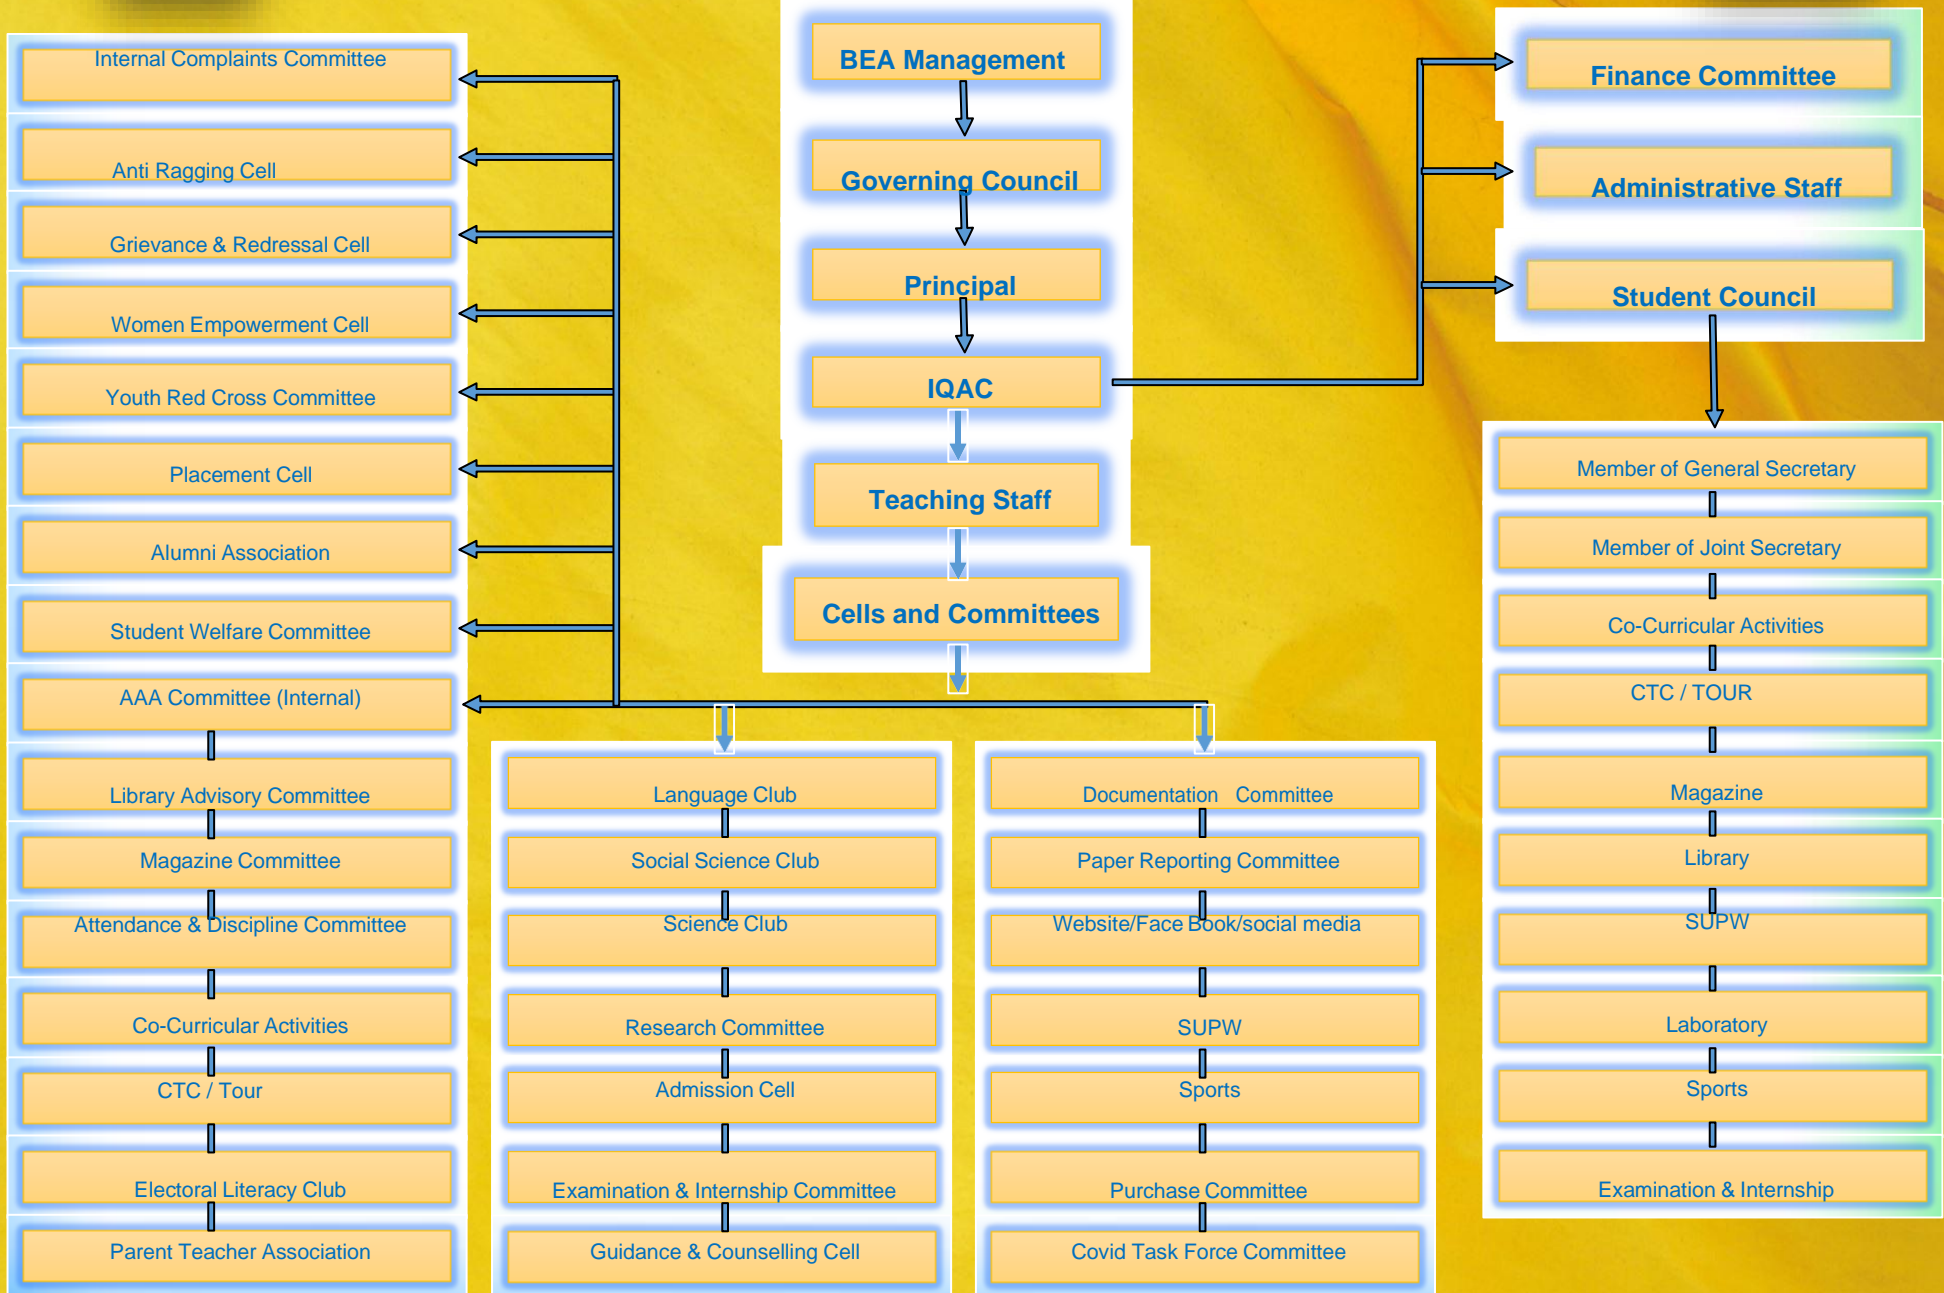 Internal Complaints Committee
Anti Ragging Cell
Grievance & Redressal Cell
Women Empowerment Cell
Youth Red Cross Committee
Placement Cell
Alumni Association
Student Welfare Committee
AAA Committee (Internal)
Library Advisory Committee
Magazine Committee
Attendance & Discipline Committee
Co-Curricular Activities
CTC / Tour
Electoral Literacy Club
Parent Teacher Association
BEA Management
Governing Council
Principal
IQAC
Teaching Staff
Cells and Committees
Language Club
Social Science Club
Science Club
Research Committee
Admission Cell
Examination & Internship Committee
Guidance & Counselling Cell
Documentation Committee
Paper Reporting Committee
Website/Face Book/social media
SUPW
Sports
Purchase Committee
Covid Task Force Committee
Finance Committee
Administrative Staff
Student Council
Member of General Secretary
Member of Joint Secretary
Co-Curricular Activities
CTC / TOUR
Magazine
Library
SUPW
Laboratory
Sports
Examination & Internship